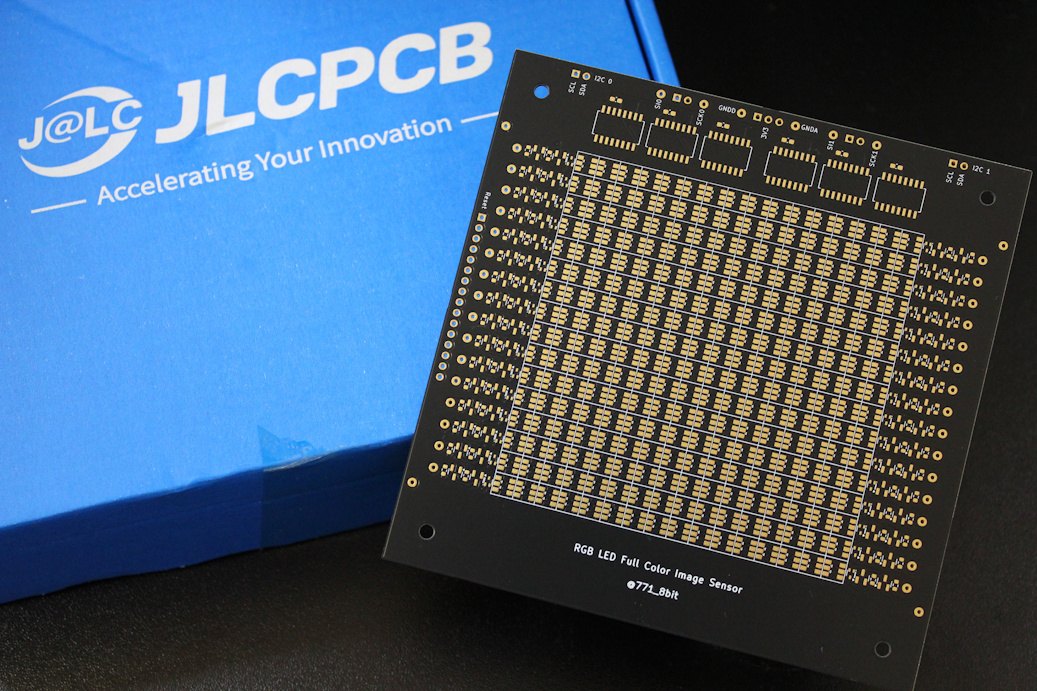 J@LC JLCPCB
Accelerating Your Innovation
SCL
SDA
I2C 0
SI0
SCK0
GNDD
3V3
GNDA
SI1
SCK1
SCL
SDA
I2C 1
Reset
RGB LED Full Color Image Sensor
@771_8bit